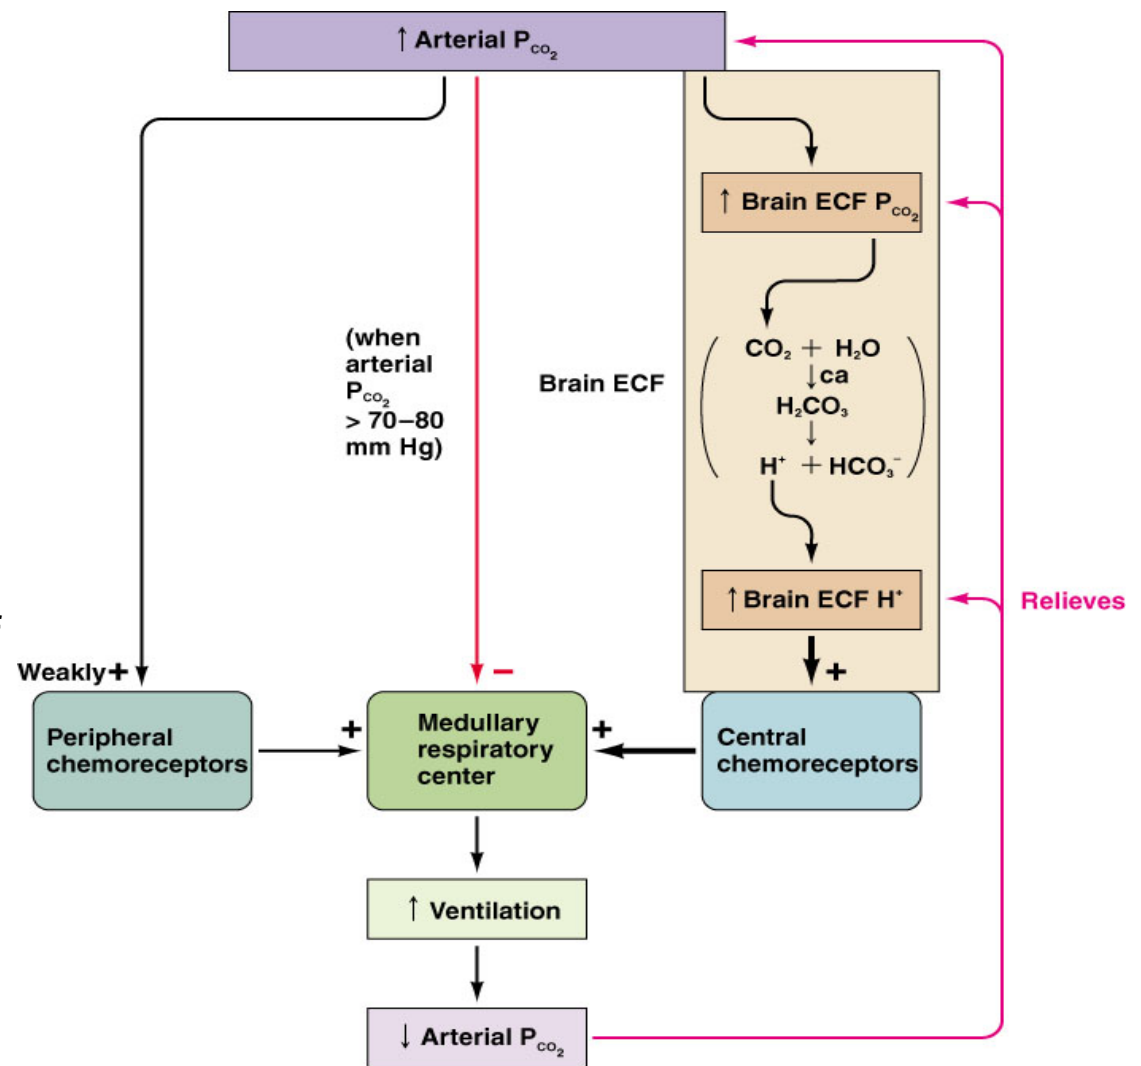 ↑ Arterial P_CO₂
↑ Brain ECF P_CO₂
(when
arterial
P_CO₂
> 70–80
mm Hg)
Brain ECF
CO₂ + H₂O
↓ca
H₂CO₃
↓
H⁺ + HCO₃⁻
↑Brain ECF H⁺
Relieves
Weakly+
−
+
Peripheral
chemoreceptors
+
Medullary
respiratory
center
+
Central
chemoreceptors
↑ Ventilation
↓ Arterial P_CO₂